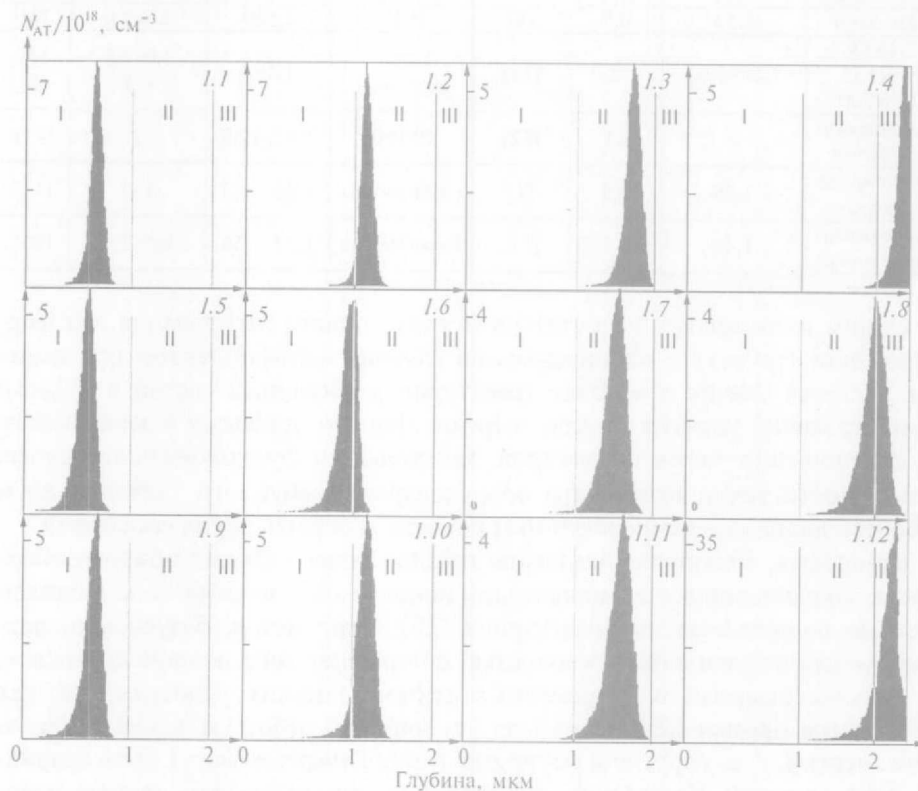 N_AT/10^18, см^−3
7 1.1 7 1.2 5 1.3 5 1.4
I II III I II III I II III I II III
5 1.5 5 1.6 4 1.7 4 1.8
I II III I II III I II III I II III
0 0
5 1.9 5 1.10 4 1.11 35 1.12
I II III I II III I II III I II III
0 1 2 0 1 2 0 1 2 0 1 2
Глубина, мкм